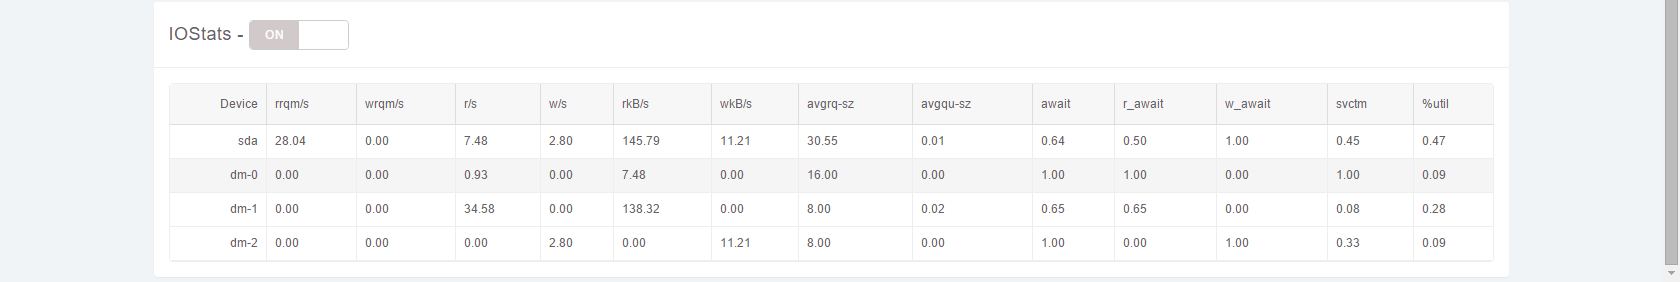 IOStats - ON
Device rrqm/s wrqm/s r/s w/s rkB/s wkB/s avgrq-sz avgqu-sz await r_await w_await svctm %util
sda 28.04 0.00 7.48 2.80 145.79 11.21 30.55 0.01 0.64 0.50 1.00 0.45 0.47
dm-0 0.00 0.00 0.93 0.00 7.48 0.00 16.00 0.00 1.00 1.00 0.00 1.00 0.09
dm-1 0.00 0.00 34.58 0.00 138.32 0.00 8.00 0.02 0.65 0.65 0.00 0.08 0.28
dm-2 0.00 0.00 0.00 2.80 0.00 11.21 8.00 0.00 1.00 0.00 1.00 0.33 0.09